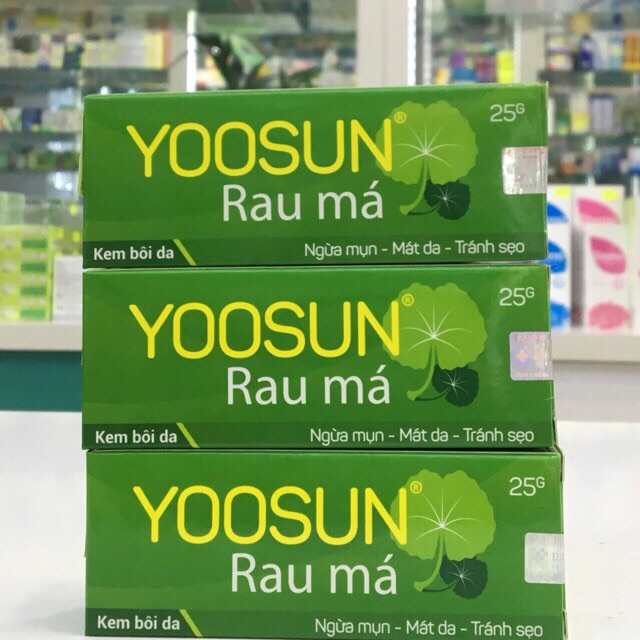 YOOSUN®
Rau má
25G
Kem bôi da
Ngừa mụn - Mát da - Tránh sẹo
YOOSUN®
Rau má
25G
Kem bôi da
Ngừa mụn - Mát da - Tránh sẹo
YOOSUN®
Rau má
25G
Kem bôi da
Ngừa mụn - Mát da - Tránh sẹo